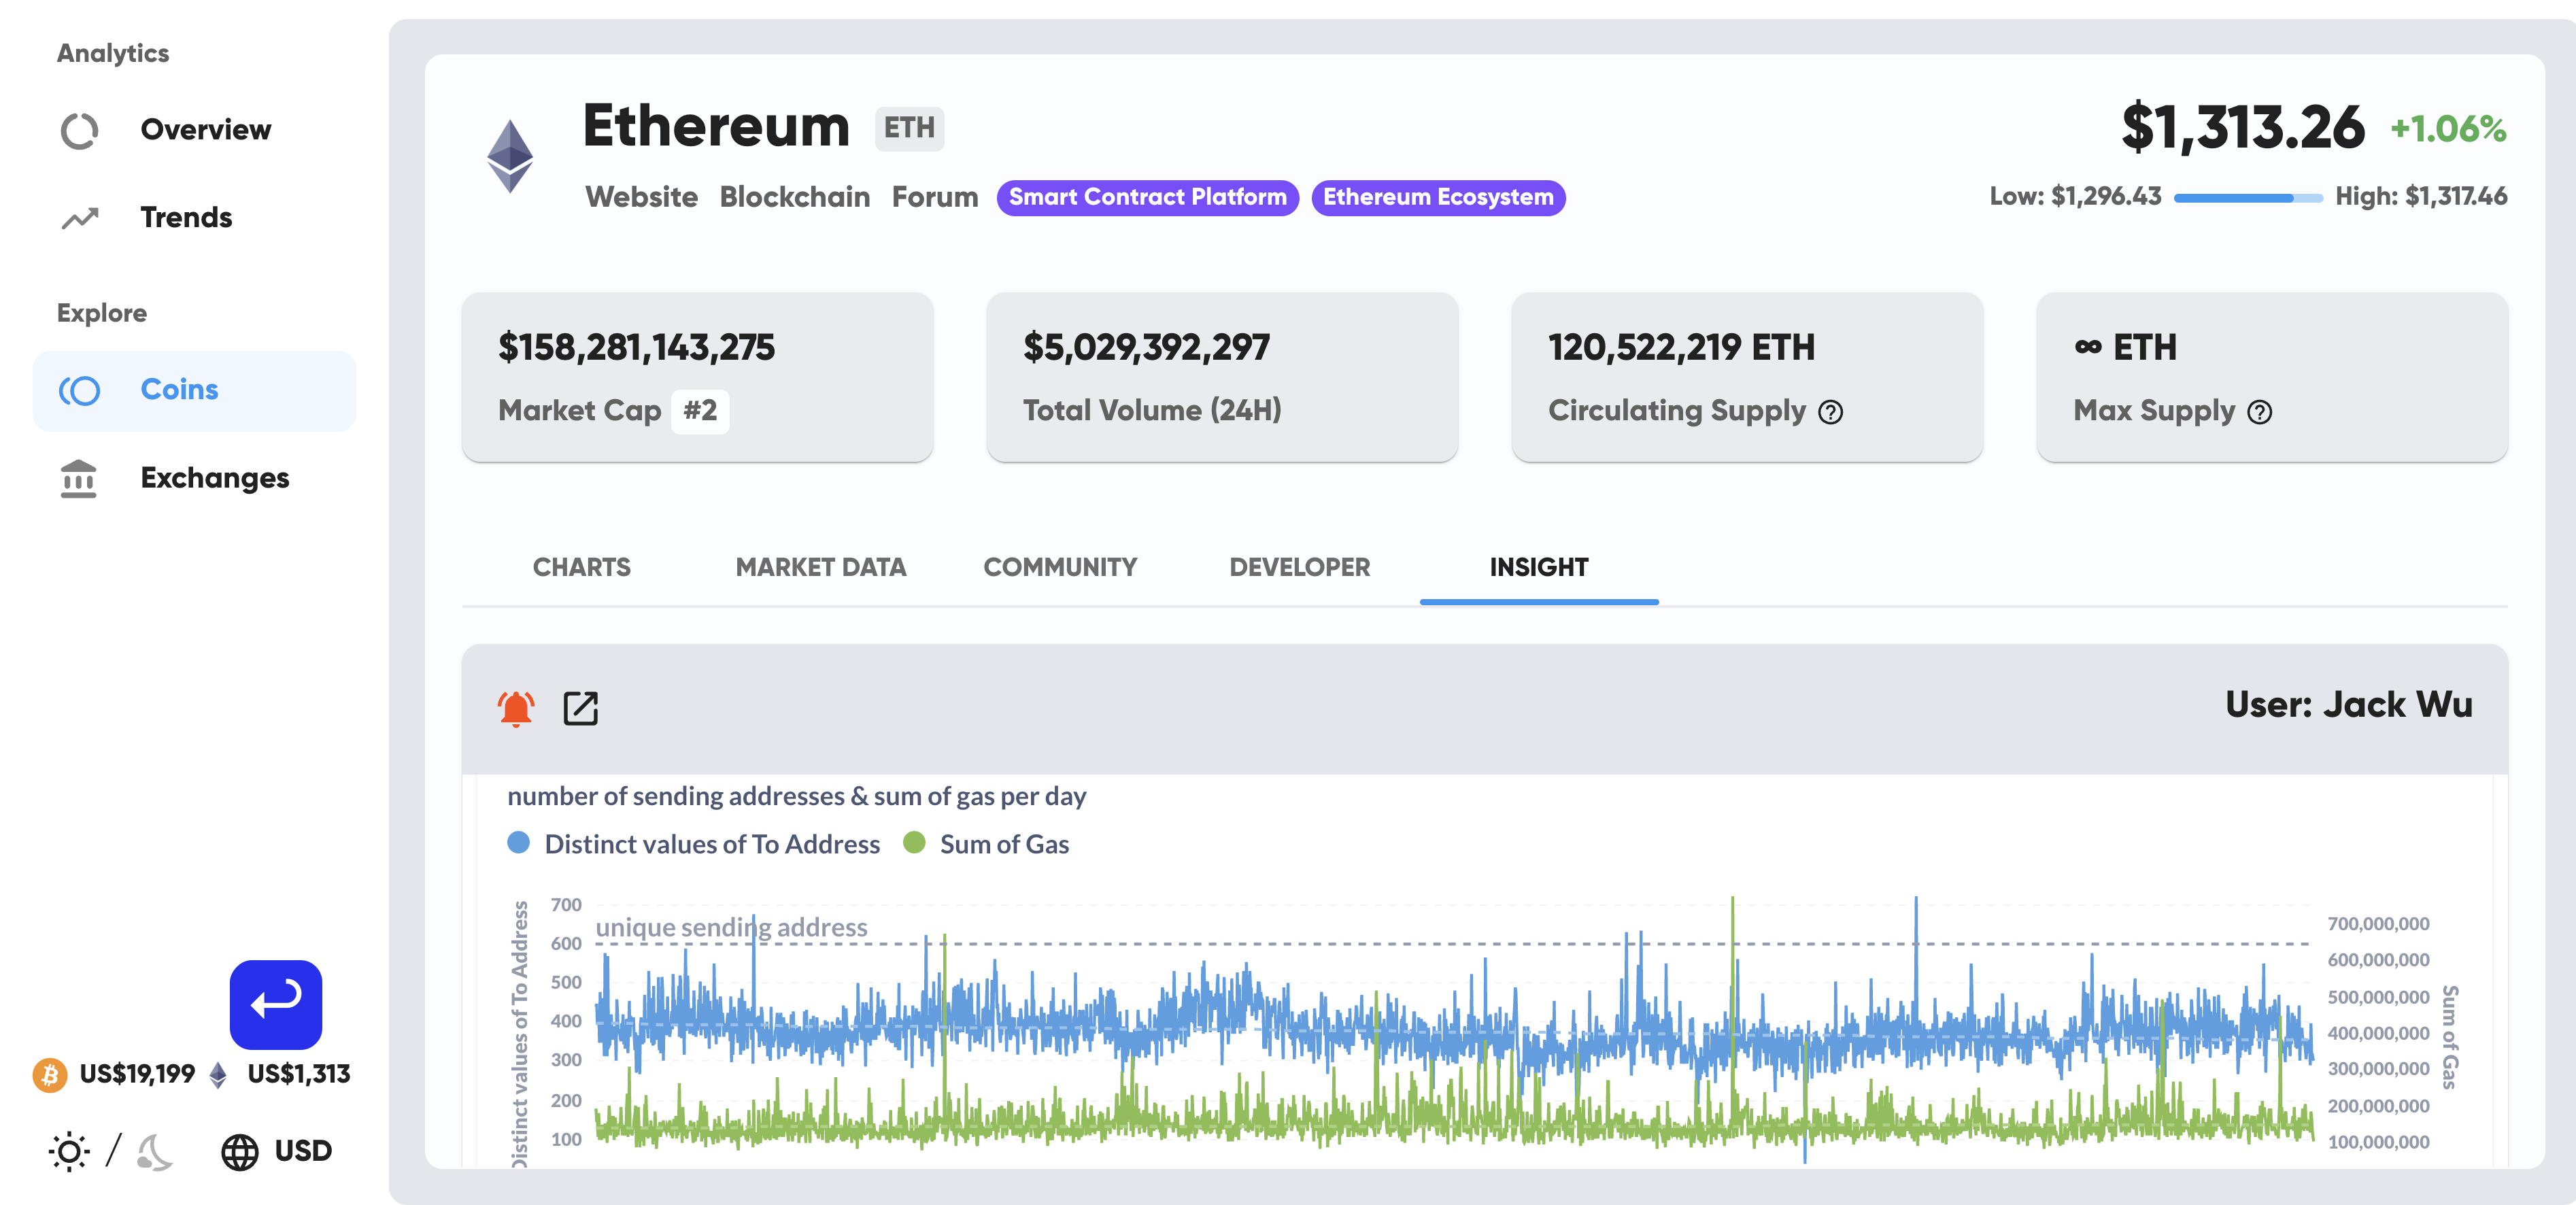 Analytics
Overview
Trends
Explore
Coins
Exchanges
US$19,199 US$1,313
/ USD
Ethereum ETH
Website Blockchain Forum Smart Contract Platform Ethereum Ecosystem
$1,313.26 +1.06%
Low: $1,296.43 High: $1,317.46
$158,281,143,275
Market Cap #2
$5,029,392,297
Total Volume (24H)
120,522,219 ETH
Circulating Supply ?
∞ ETH
Max Supply ?
CHARTS MARKET DATA COMMUNITY DEVELOPER INSIGHT
User: Jack Wu
number of sending addresses & sum of gas per day
Distinct values of To Address Sum of Gas
Distinct values of To Address
700
600
500
400
300
200
100
unique sending address
700,000,000
600,000,000
500,000,000
400,000,000
300,000,000
200,000,000
100,000,000
Sum of Gas